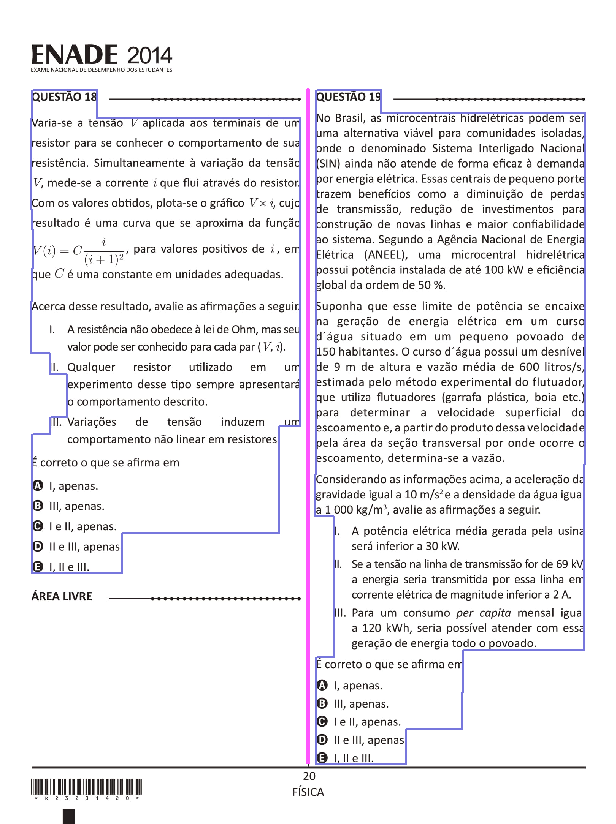 ENADE 2014
EXAME NACIONAL DE DESEMPENHO DOS ESTUDANTES
QUESTÃO 18
Varia-se a tensão V aplicada aos terminais de um
resistor para se conhecer o comportamento de sua
resistência. Simultaneamente à variação da tensão
V, mede-se a corrente i que flui através do resistor.
Com os valores obtidos, plota-se o gráfico V × i, cujo
resultado é uma curva que se aproxima da função
V(i) = C i/(i + 1)², para valores positivos de i , em
que C é uma constante em unidades adequadas.
Acerca desse resultado, avalie as afirmações a seguir.
I. A resistência não obedece à lei de Ohm, mas seu
valor pode ser conhecido para cada par (V, i).
II. Qualquer resistor utilizado em um
experimento desse tipo sempre apresentará
o comportamento descrito.
III. Variações de tensão induzem um
comportamento não linear em resistores
É correto o que se afirma em
A I, apenas.
B III, apenas.
C I e II, apenas.
D II e III, apenas
E I, II e III.
ÁREA LIVRE
QUESTÃO 19
No Brasil, as microcentrais hidrelétricas podem ser
uma alternativa viável para comunidades isoladas,
onde o denominado Sistema Interligado Nacional
(SIN) ainda não atende de forma eficaz à demanda
por energia elétrica. Essas centrais de pequeno porte
trazem benefícios como a diminuição de perdas
de transmissão, redução de investimentos para
construção de novas linhas e maior confiabilidade
ao sistema. Segundo a Agência Nacional de Energia
Elétrica (ANEEL), uma microcentral hidrelétrica
possui potência instalada de até 100 kW e eficiência
global da ordem de 50 %.
Suponha que esse limite de potência se encaixe
na geração de energia elétrica em um curso
d´água situado em um pequeno povoado de
150 habitantes. O curso d´água possui um desnível
de 9 m de altura e vazão média de 600 litros/s,
estimada pelo método experimental do flutuador,
que utiliza flutuadores (garrafa plástica, boia etc.)
para determinar a velocidade superficial do
escoamento e, a partir do produto dessa velocidade
pela área da seção transversal por onde ocorre o
escoamento, determina-se a vazão.
Considerando as informações acima, a aceleração da
gravidade igual a 10 m/s² e a densidade da água igual
a 1 000 kg/m³, avalie as afirmações a seguir.
I. A potência elétrica média gerada pela usina
será inferior a 30 kW.
II. Se a tensão na linha de transmissão for de 69 kV,
a energia seria transmitida por essa linha em
corrente elétrica de magnitude inferior a 2 A.
III. Para um consumo per capita mensal igual
a 120 kWh, seria possível atender com essa
geração de energia todo o povoado.
É correto o que se afirma em
A I, apenas.
B III, apenas.
C I e II, apenas.
D II e III, apenas
E I, II e III.
20
FÍSICA